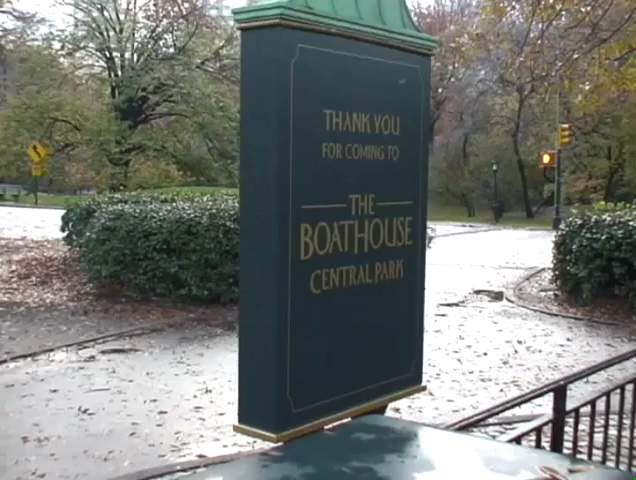 THANK YOU
FOR COMING TO
THE
BOATHOUSE
CENTRAL PARK